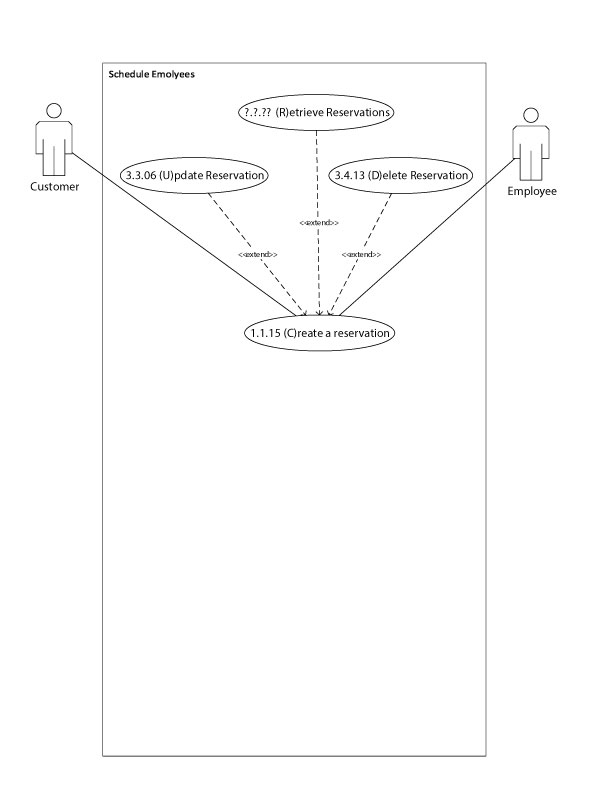 Schedule Emolyees
?.?.?? (R)etrieve Reservations
3.3.06 (U)pdate Reservation
3.4.13 (D)elete Reservation
Customer
Employee
<<extend>>
<<extend>>
<<extend>>
1.1.15 (C)reate a reservation